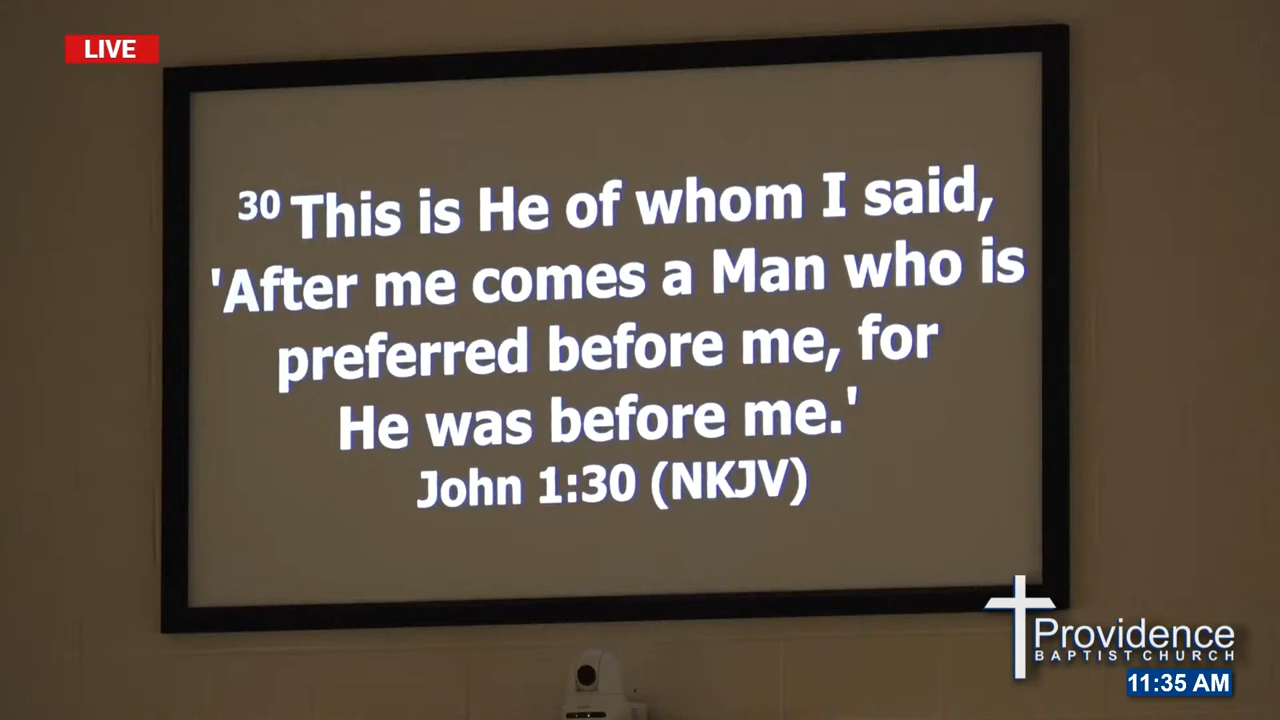 LIVE
30 This is He of whom I said,
'After me comes a Man who is
preferred before me, for
He was before me.'
John 1:30 (NKJV)
Providence
BAPTIST CHURCH
11:35 AM